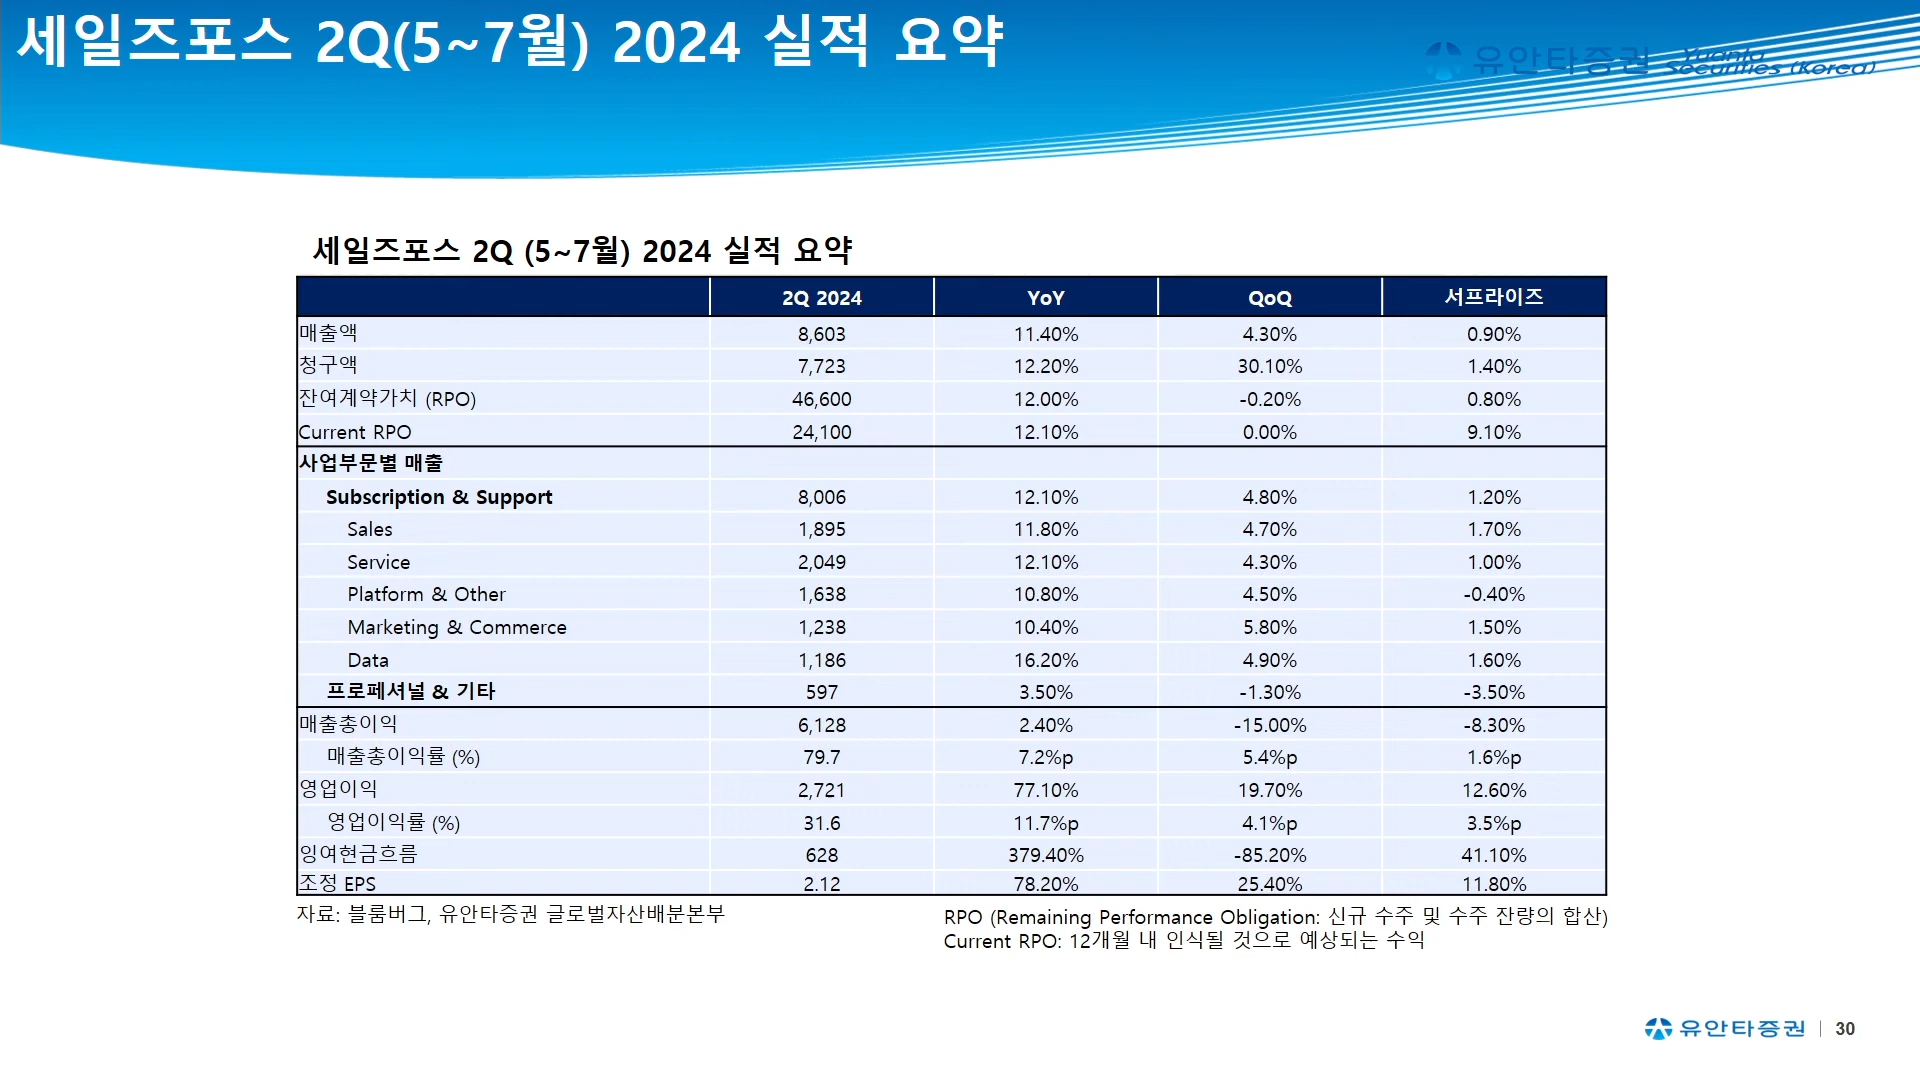 세일즈포스 2Q(5~7월) 2024 실적 요약
유안타증권 Yuanta Securities (Korea)
세일즈포스 2Q (5~7월) 2024 실적 요약
2Q 2024 YoY QoQ 서프라이즈
매출액 8,603 11.40% 4.30% 0.90%
청구액 7,723 12.20% 30.10% 1.40%
잔여계약가치 (RPO) 46,600 12.00% -0.20% 0.80%
Current RPO 24,100 12.10% 0.00% 9.10%
사업부문별 매출
Subscription & Support 8,006 12.10% 4.80% 1.20%
Sales 1,895 11.80% 4.70% 1.70%
Service 2,049 12.10% 4.30% 1.00%
Platform & Other 1,638 10.80% 4.50% -0.40%
Marketing & Commerce 1,238 10.40% 5.80% 1.50%
Data 1,186 16.20% 4.90% 1.60%
프로페셔널 & 기타 597 3.50% -1.30% -3.50%
매출총이익 6,128 2.40% -15.00% -8.30%
매출총이익률 (%) 79.7 7.2%p 5.4%p 1.6%p
영업이익 2,721 77.10% 19.70% 12.60%
영업이익률 (%) 31.6 11.7%p 4.1%p 3.5%p
잉여현금흐름 628 379.40% -85.20% 41.10%
조정 EPS 2.12 78.20% 25.40% 11.80%
자료: 블룸버그, 유안타증권 글로벌자산배분본부
RPO (Remaining Performance Obligation: 신규 수주 및 수주 잔량의 합산)
Current RPO: 12개월 내 인식될 것으로 예상되는 수익
유안타증권 | 30